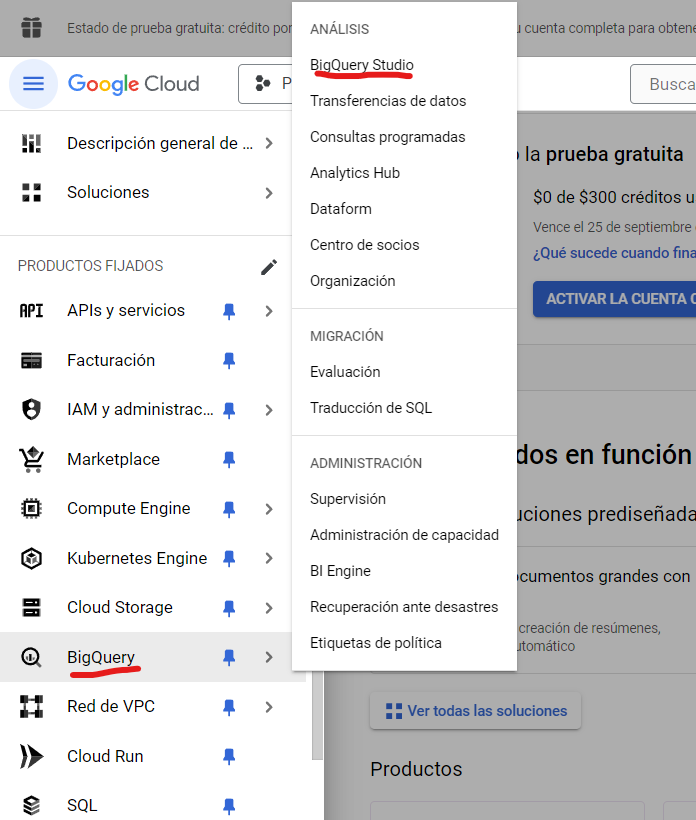 Estado de prueba gratuita: crédito por
u cuenta completa para obtene
Google Cloud
P
Busca
Descripción general de ...
Soluciones
PRODUCTOS FIJADOS
API APIs y servicios
Facturación
IAM y administrac...
Marketplace
Compute Engine
Kubernetes Engine
Cloud Storage
BigQuery
Red de VPC
Cloud Run
SQL
ANÁLISIS
BigQuery Studio
Transferencias de datos
Consultas programadas
Analytics Hub
Dataform
Centro de socios
Organización
MIGRACIÓN
Evaluación
Traducción de SQL
ADMINISTRACIÓN
Supervisión
Administración de capacidad
BI Engine
Recuperación ante desastres
Etiquetas de política
la prueba gratuita
$0 de $300 créditos u
Vence el 25 de septiembre
¿Qué sucede cuando fina
ACTIVAR LA CUENTA C
dos en función
uciones prediseñada
ocumentos grandes con
creación de resúmenes,
utomático
Ver todas las soluciones
Productos